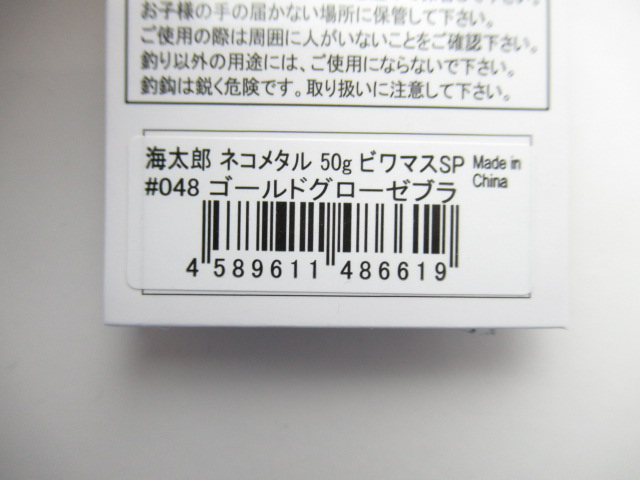 お子様の手の届かない場所に保管して下さい。
ご使用の際は周囲に人がいないことをご確認下さい。
釣り以外の用途には、ご使用にならないで下さい。
釣鈎は鋭く危険です。取り扱いに注意して下さい。
海太郎 ネコメタル 50g ビワマスSP Made in
#048 ゴールドグローゼブラ China
4 589611 486619